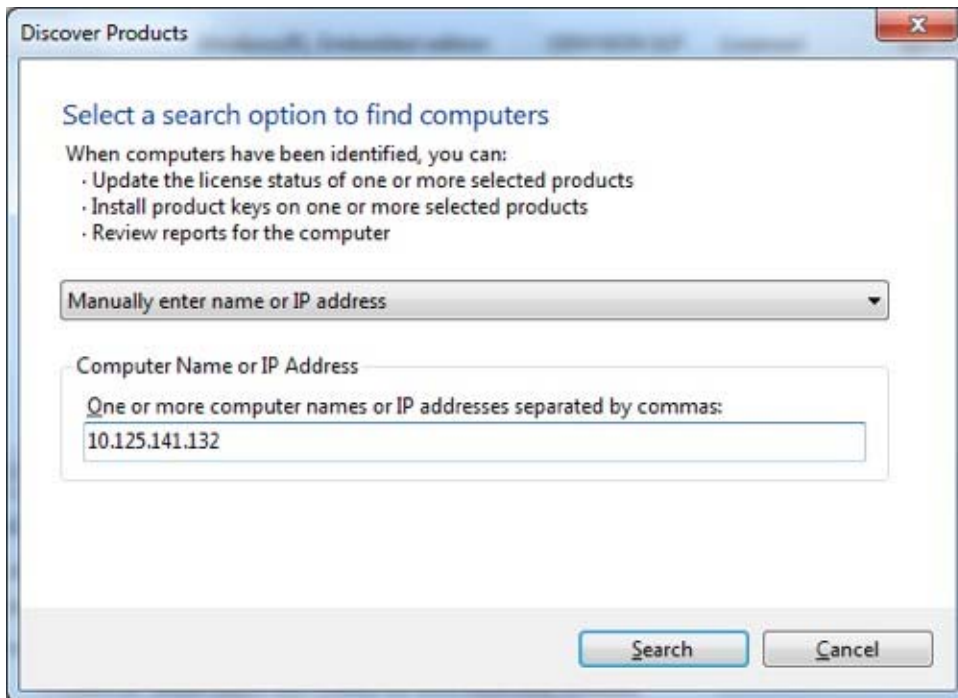 Discover Products
Select a search option to find computers
When computers have been identified, you can:
· Update the license status of one or more selected products
· Install product keys on one or more selected products
· Review reports for the computer
Manually enter name or IP address
Computer Name or IP Address
One or more computer names or IP addresses separated by commas:
10.125.141.132
Search
Cancel